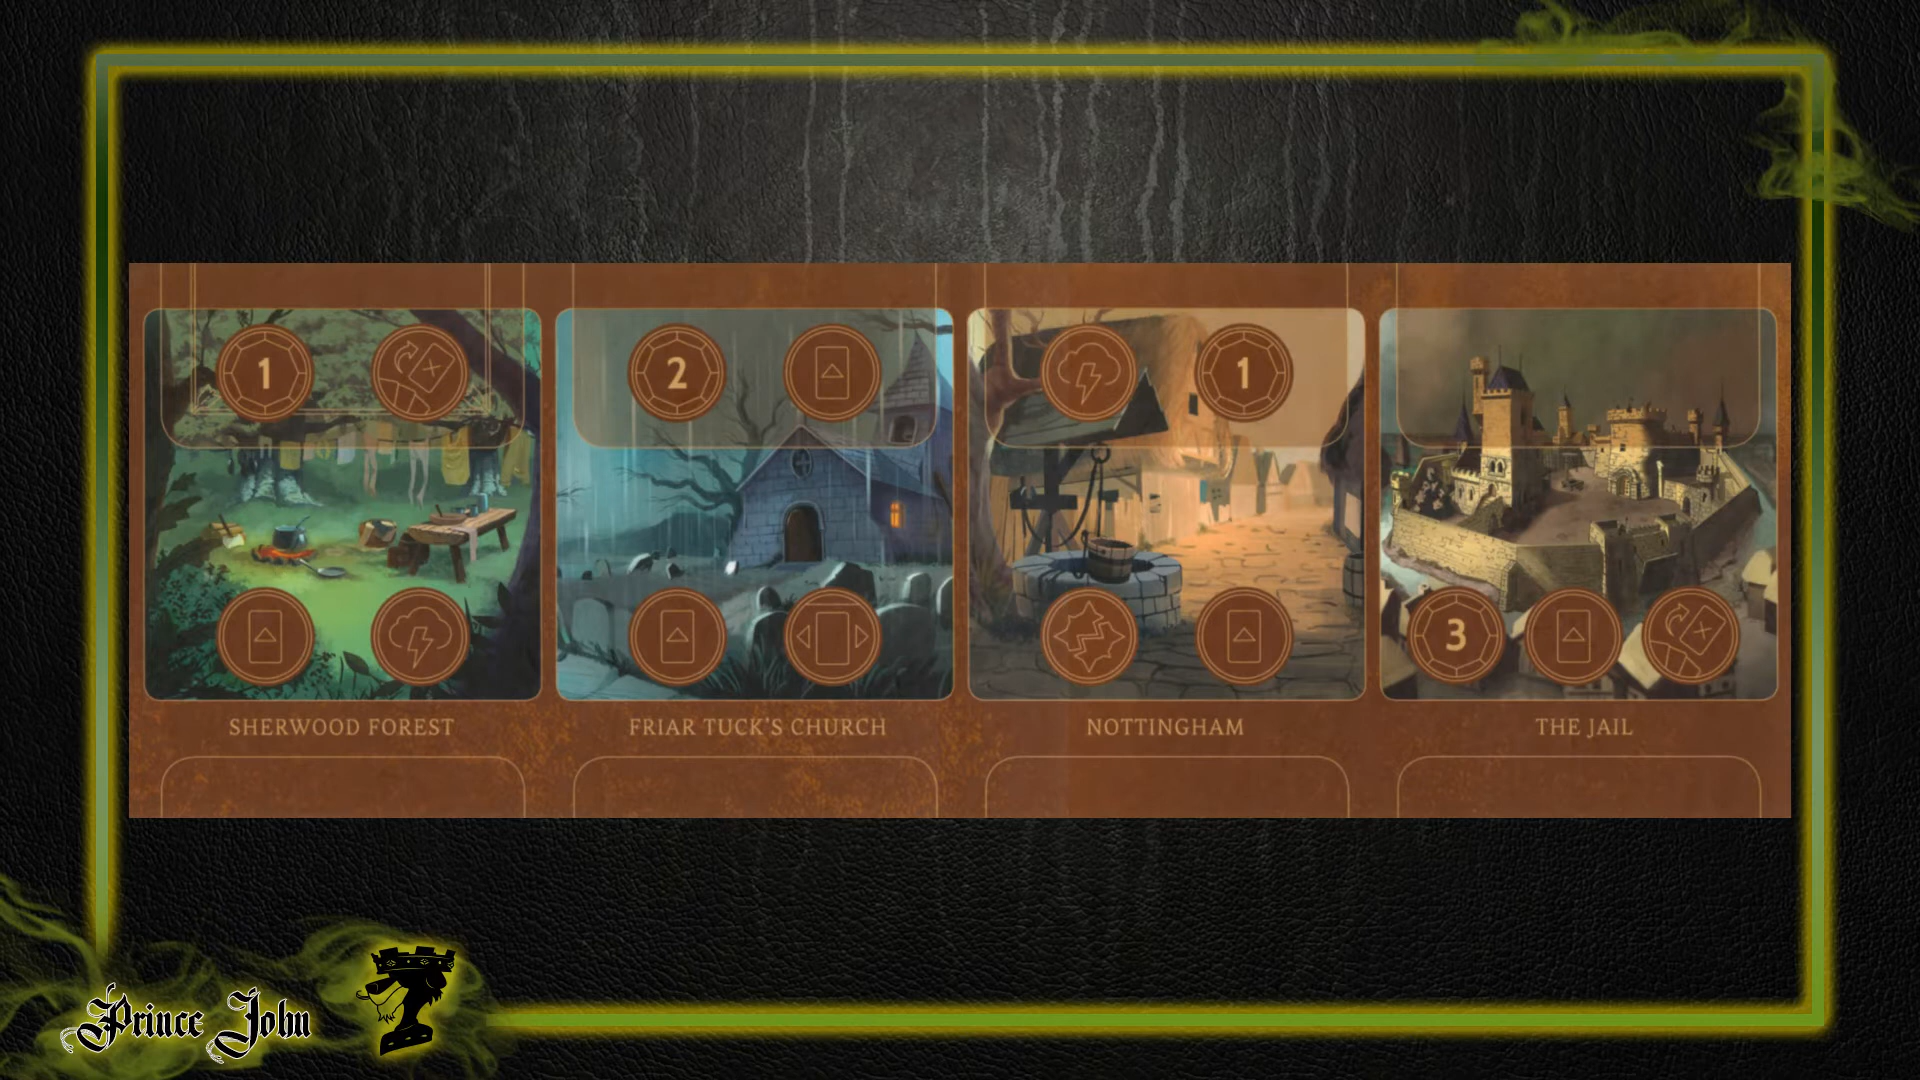 1
2
1
3
SHERWOOD FOREST
FRIAR TUCK'S CHURCH
NOTTINGHAM
THE JAIL
Prince John